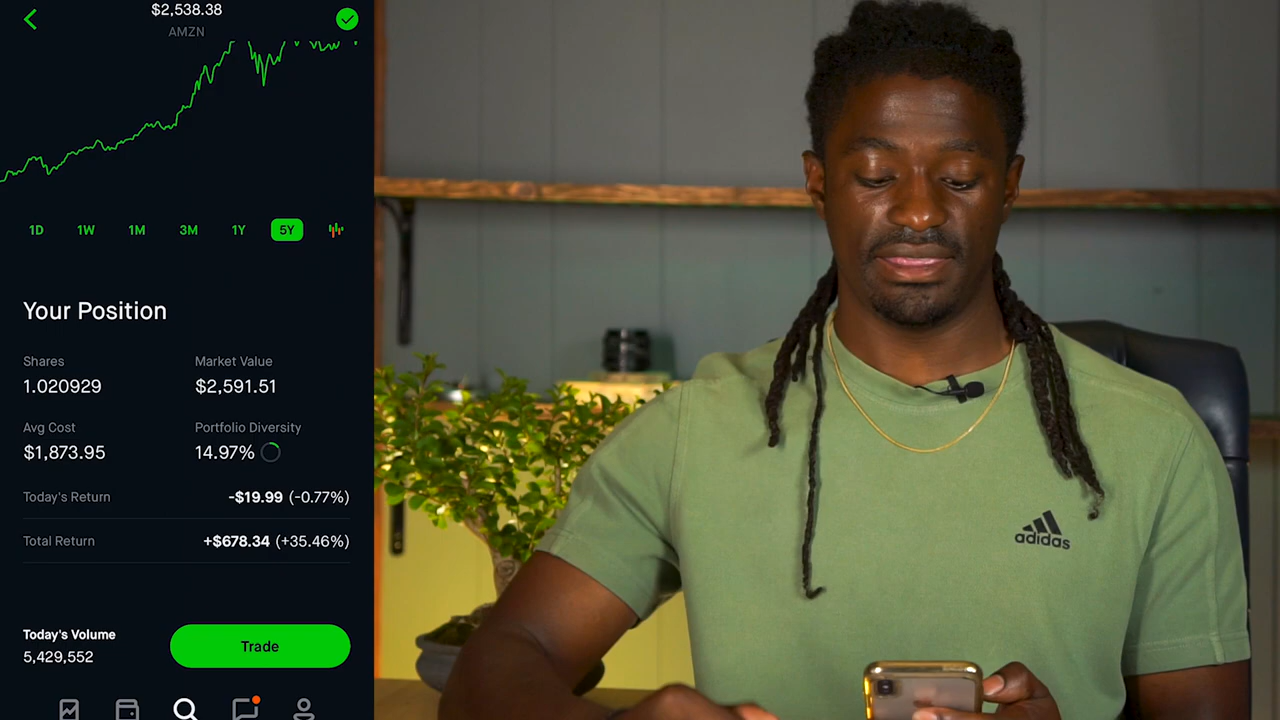 $2,538.38
AMZN
1D 1W 1M 3M 1Y 5Y
Your Position
Shares Market Value
1.020929 $2,591.51
Avg Cost Portfolio Diversity
$1,873.95 14.97%
Today's Return -$19.99 (-0.77%)
Total Return +$678.34 (+35.46%)
Today's Volume
5,429,552
Trade
adidas